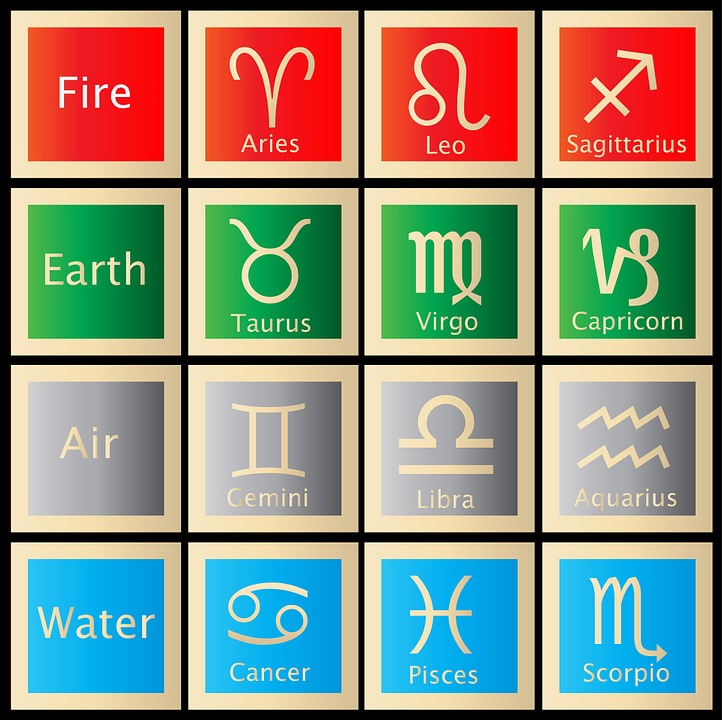 Fire
Aries
Leo
Sagittarius
Earth
Taurus
Virgo
Capricorn
Air
Gemini
Libra
Aquarius
Water
Cancer
Pisces
Scorpio